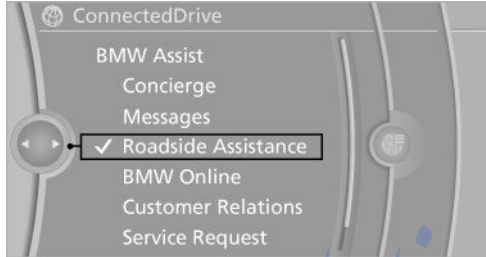 ConnectedDrive
BMW Assist
Concierge
Messages
Roadside Assistance
BMW Online
Customer Relations
Service Request